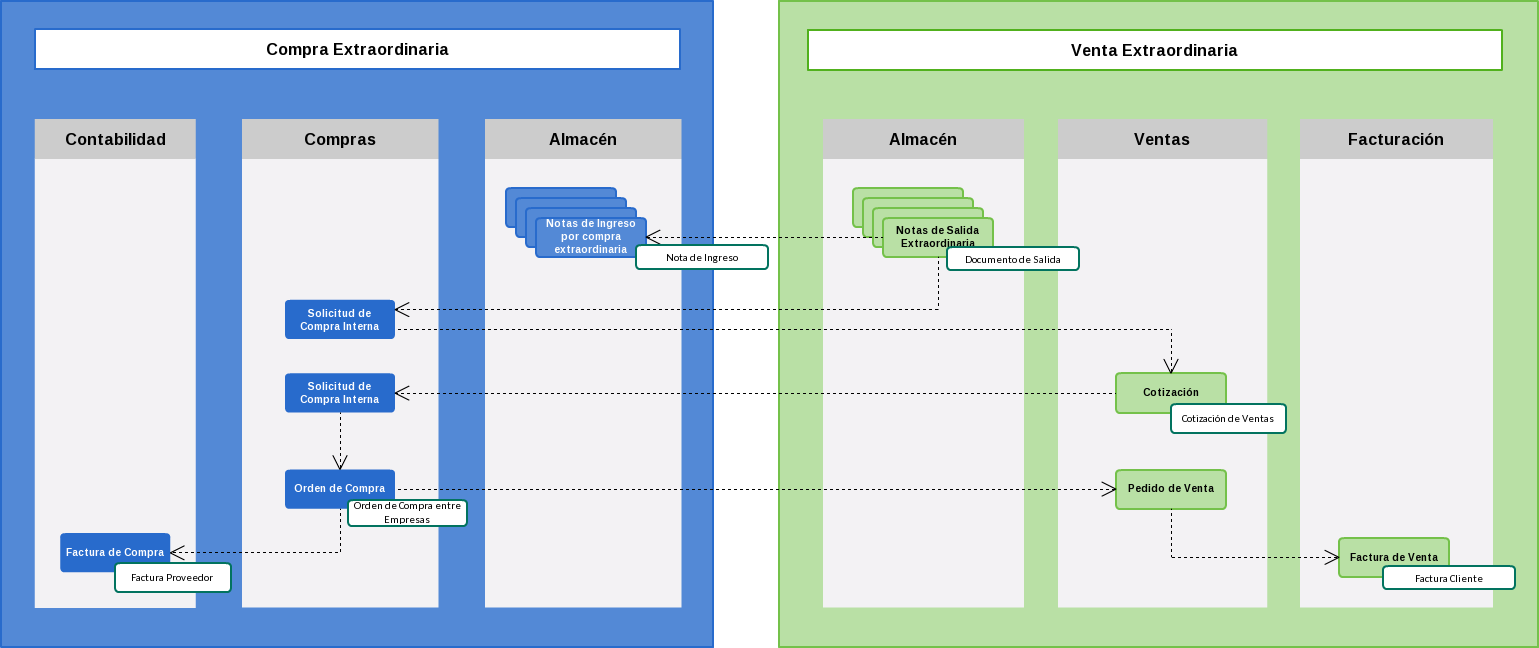 Compra Extraordinaria
Venta Extraordinaria
Contabilidad
Compras
Almacén
Almacén
Ventas
Facturación
Notas de Ingreso
por compra
extraordinaria
Nota de Ingreso
Notas de Salida
Extraordinaria
Documento de Salida
Solicitud de
Compra Interna
Solicitud de
Compra Interna
Cotización
Cotización de Ventas
Orden de Compra
Orden de Compra entre
Empresas
Pedido de Venta
Factura de Compra
Factura Proveedor
Factura de Venta
Factura Cliente